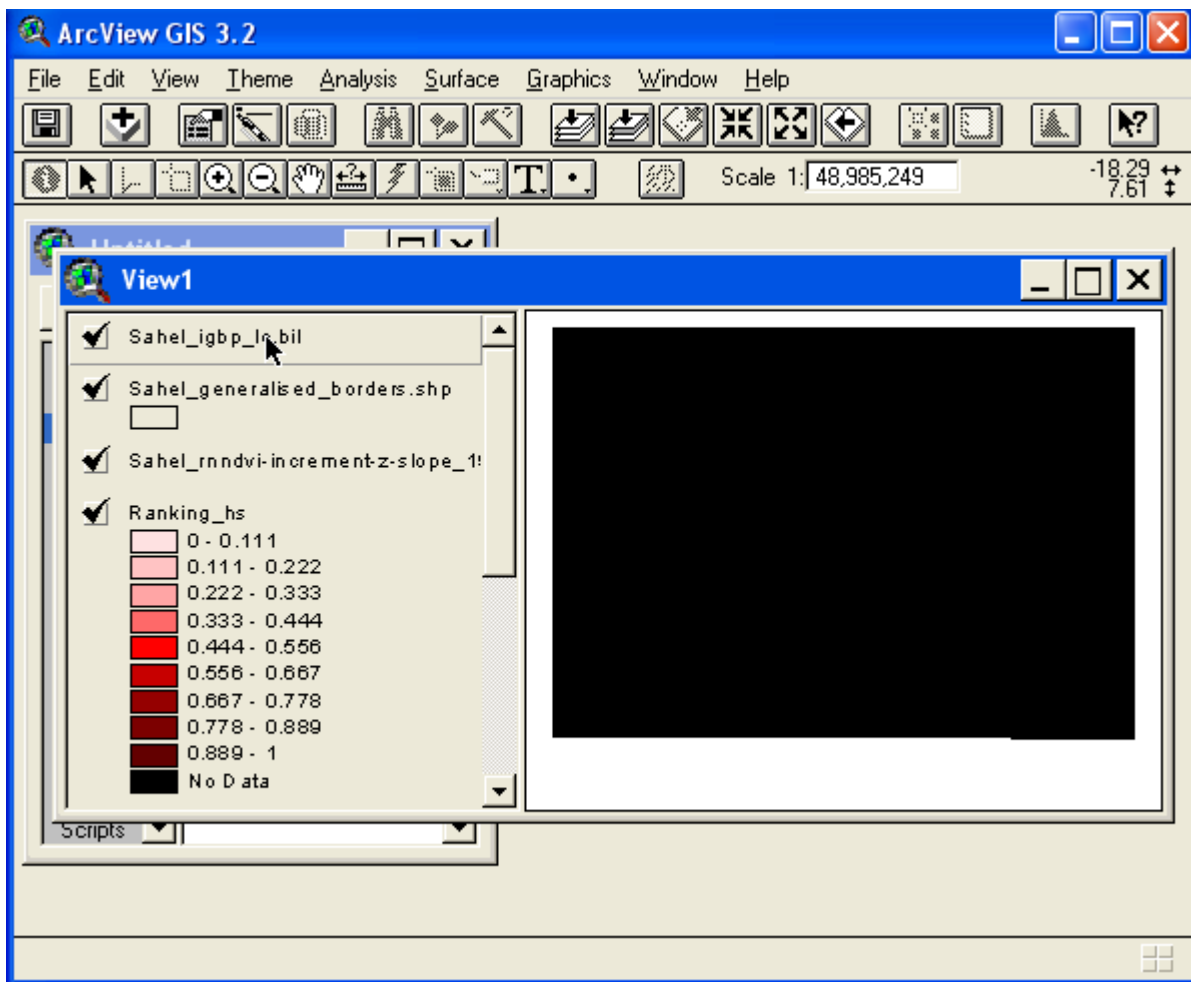 ArcView GIS 3.2
File Edit View Theme Analysis Surface Graphics Window Help
T
Scale 1: 48,985,249
-18.29
7.61
Untitled
View1
Sahel_igbp_lc.bil
Sahel_generalised_borders.shp
Sahel_rnndvi-increment-z-slope_1
Ranking_hs
0 - 0.111
0.111 - 0.222
0.222 - 0.333
0.333 - 0.444
0.444 - 0.556
0.556 - 0.667
0.667 - 0.778
0.778 - 0.889
0.889 - 1
No Data
Scripts